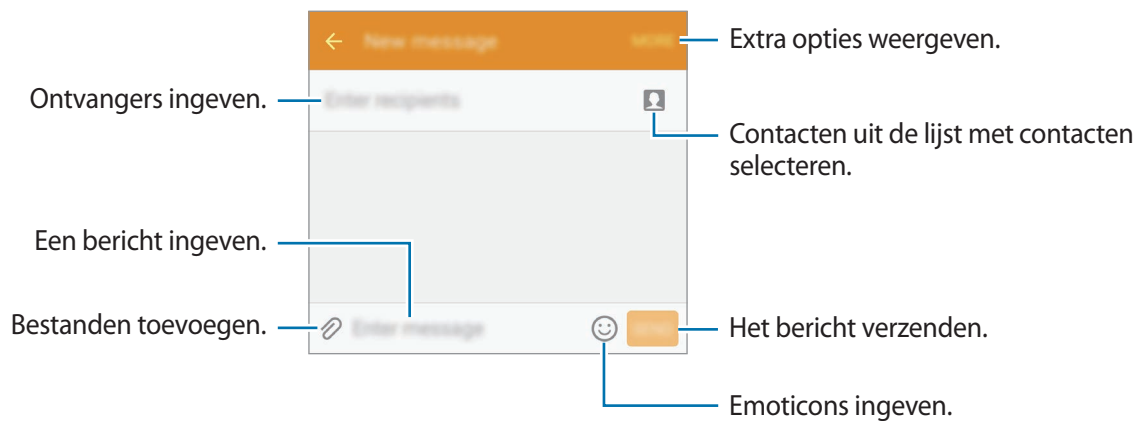 New message
MORE
Extra opties weergeven.
Ontvangers ingeven.
Enter recipients
Contacten uit de lijst met contacten
selecteren.
Een bericht ingeven.
Bestanden toevoegen.
Enter message
Het bericht verzenden.
Emoticons ingeven.